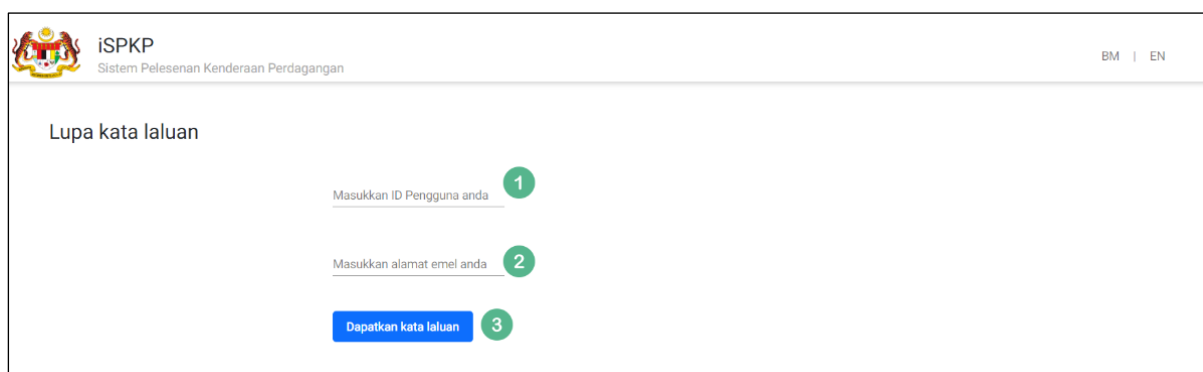 iSPKP
Sistem Pelesenan Kenderaan Perdagangan
BM | EN
Lupa kata laluan
Masukkan ID Pengguna anda 1
Masukkan alamat emel anda 2
Dapatkan kata laluan 3